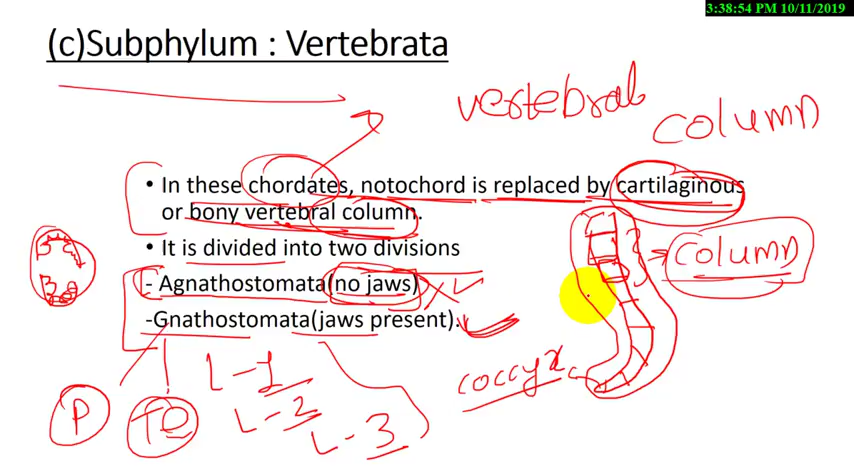 3:38:54 PM 10/11/2019
(c)Subphylum : Vertebrata
vertebral
column
• In these chordates, notochord is replaced by cartilaginous
or bony vertebral column.
• It is divided into two divisions
column
- Agnathostomata(no jaws)
-Gnathostomata(jaws present).
coccyx
L-1
L-2
L-3
P